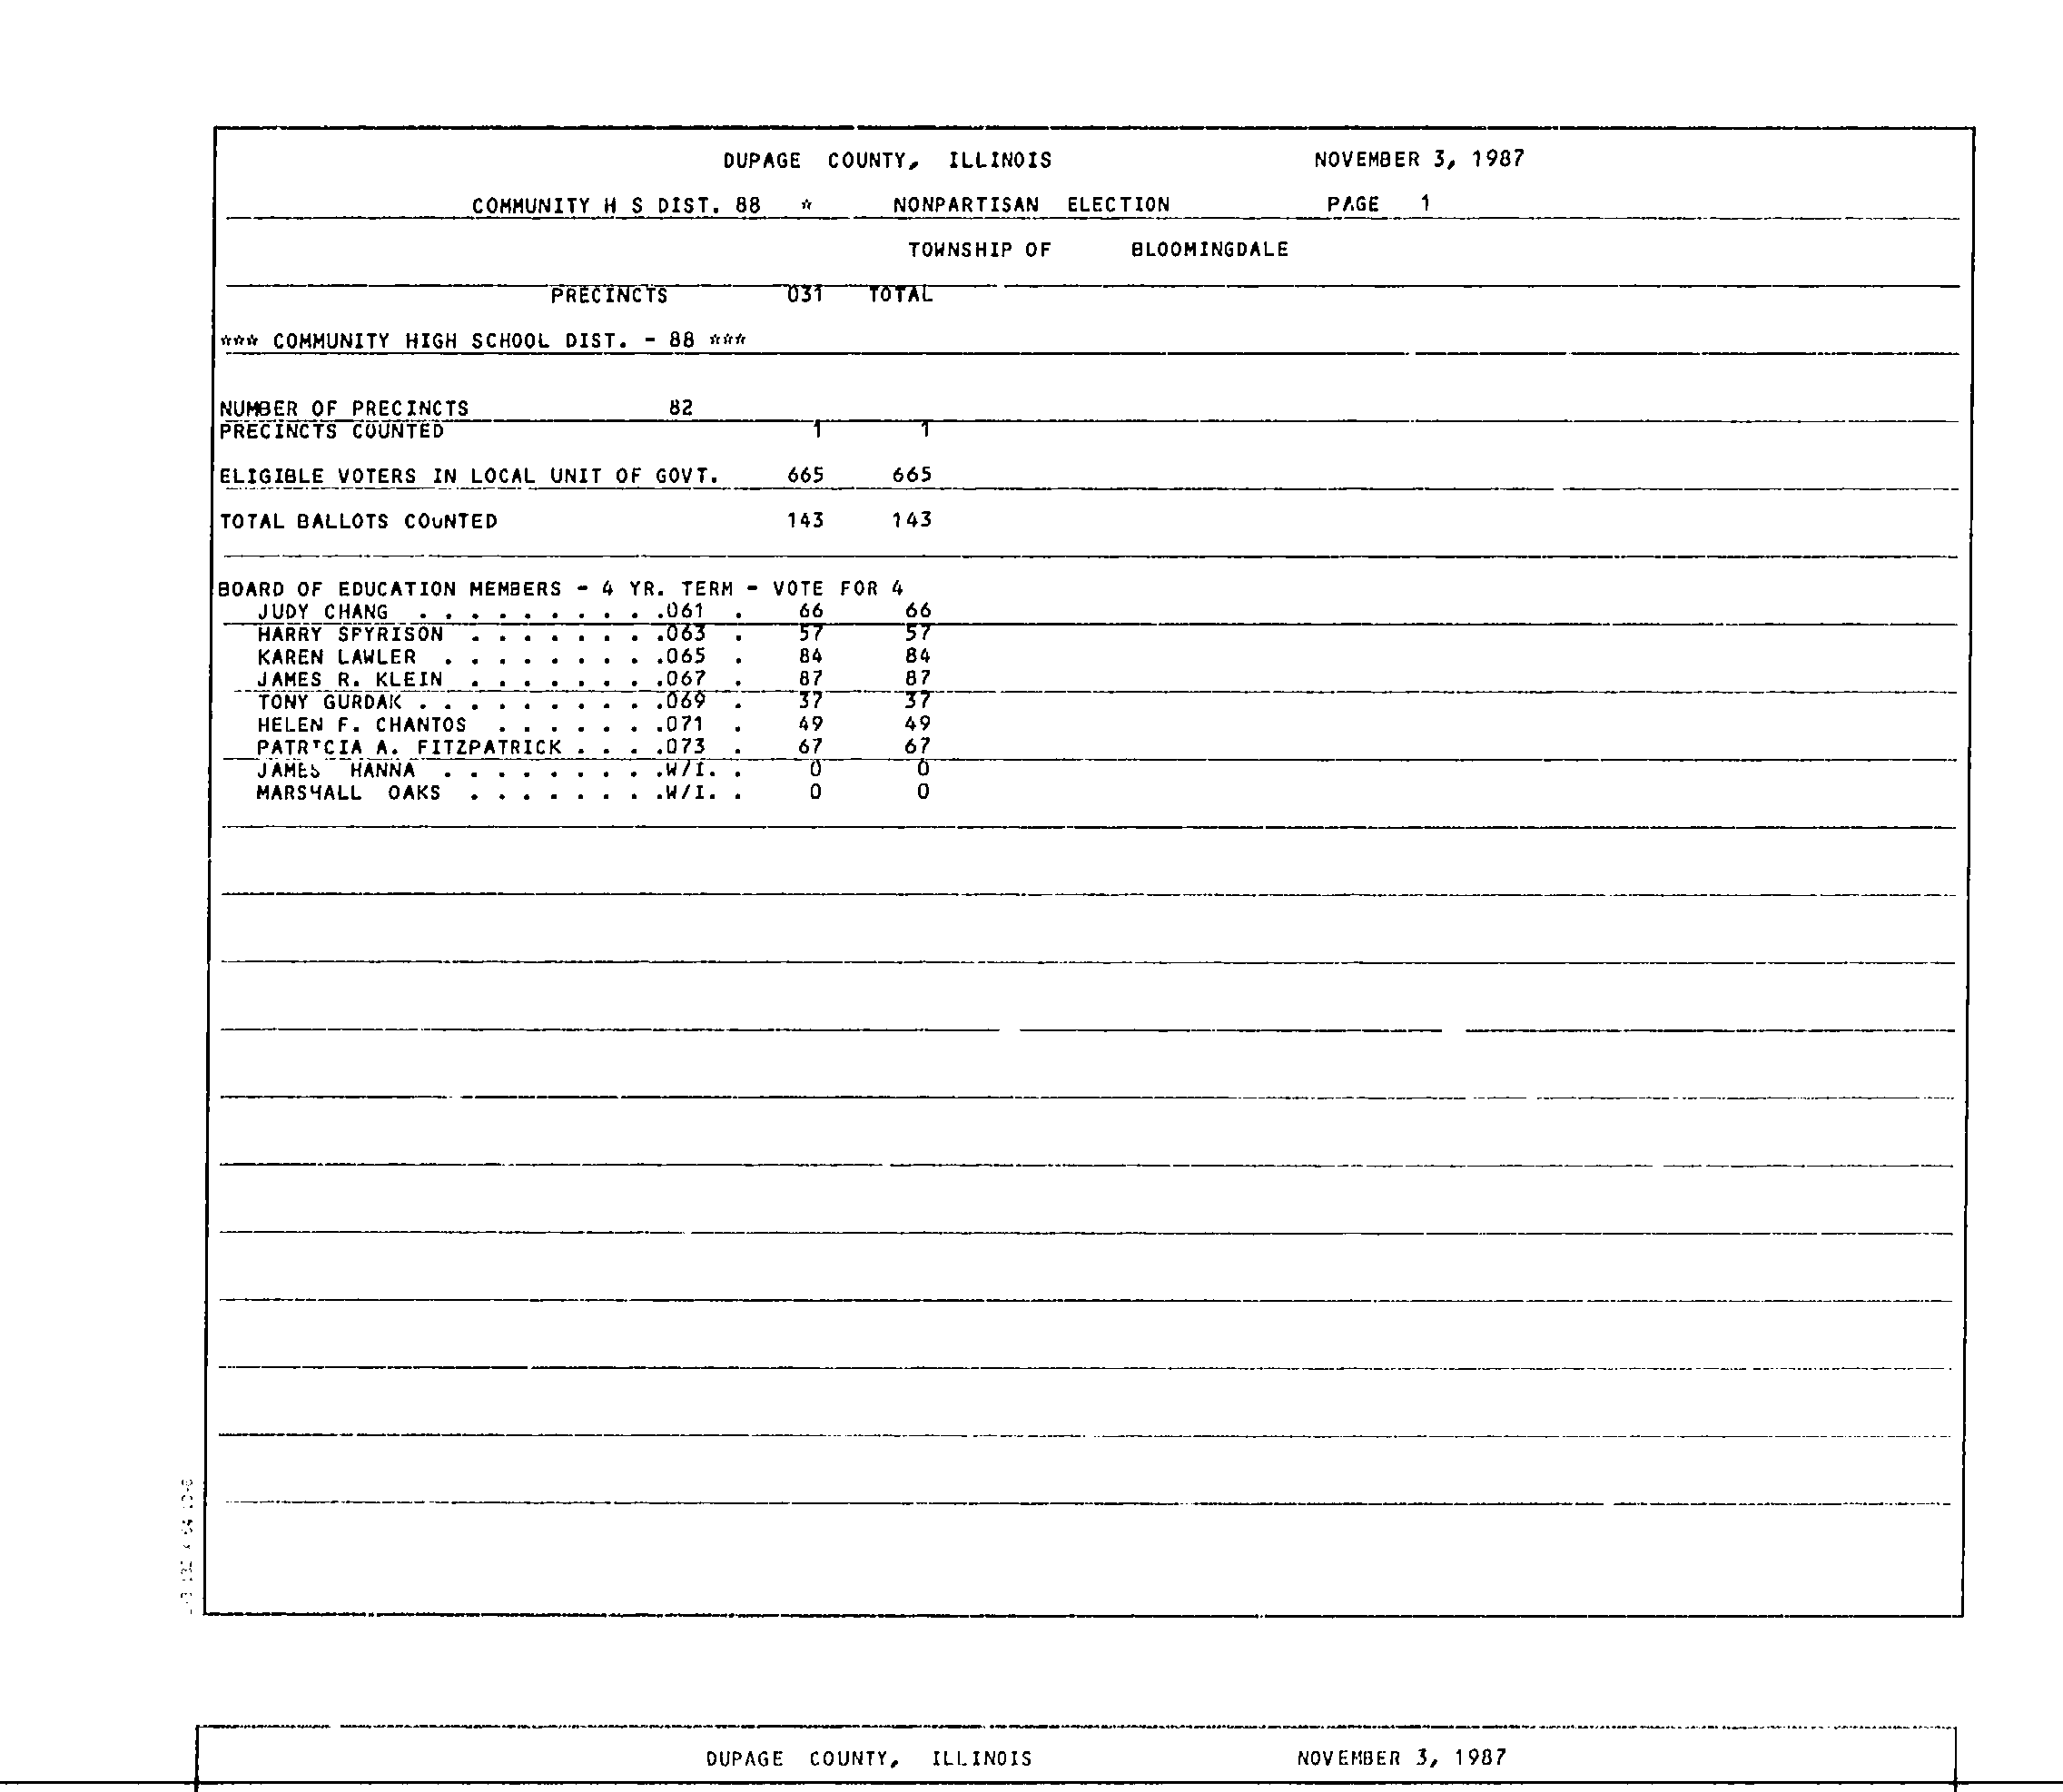 DUPAGE COUNTY, ILLINOIS NOVEMBER 3, 1987
COMMUNITY H S DIST. 88 * NONPARTISAN ELECTION PAGE 1
TOWNSHIP OF BLOOMINGDALE
PRECINCTS 031 TOTAL
*** COMMUNITY HIGH SCHOOL DIST. - 88 ***
NUMBER OF PRECINCTS 82
PRECINCTS COUNTED 1 1
ELIGIBLE VOTERS IN LOCAL UNIT OF GOVT. 665 665
TOTAL BALLOTS COUNTED 143 143
BOARD OF EDUCATION MEMBERS - 4 YR. TERM - VOTE FOR 4
JUDY CHANG . . . . . . . . . .061 . 66 66
HARRY SPYRISON . . . . . . . .063 . 57 57
KAREN LAWLER . . . . . . . . .065 . 84 84
JAMES R. KLEIN . . . . . . . .067 . 87 87
TONY GURDAK . . . . . . . . . .069 . 37 37
HELEN F. CHANTOS . . . . . . .071 . 49 49
PATRICIA A. FITZPATRICK . . . .073 . 67 67
JAMES HANNA . . . . . . . . .W/I. . 0 0
MARSHALL OAKS . . . . . . . .W/I. . 0 0
DUPAGE COUNTY, ILLINOIS NOVEMBER 3, 1987